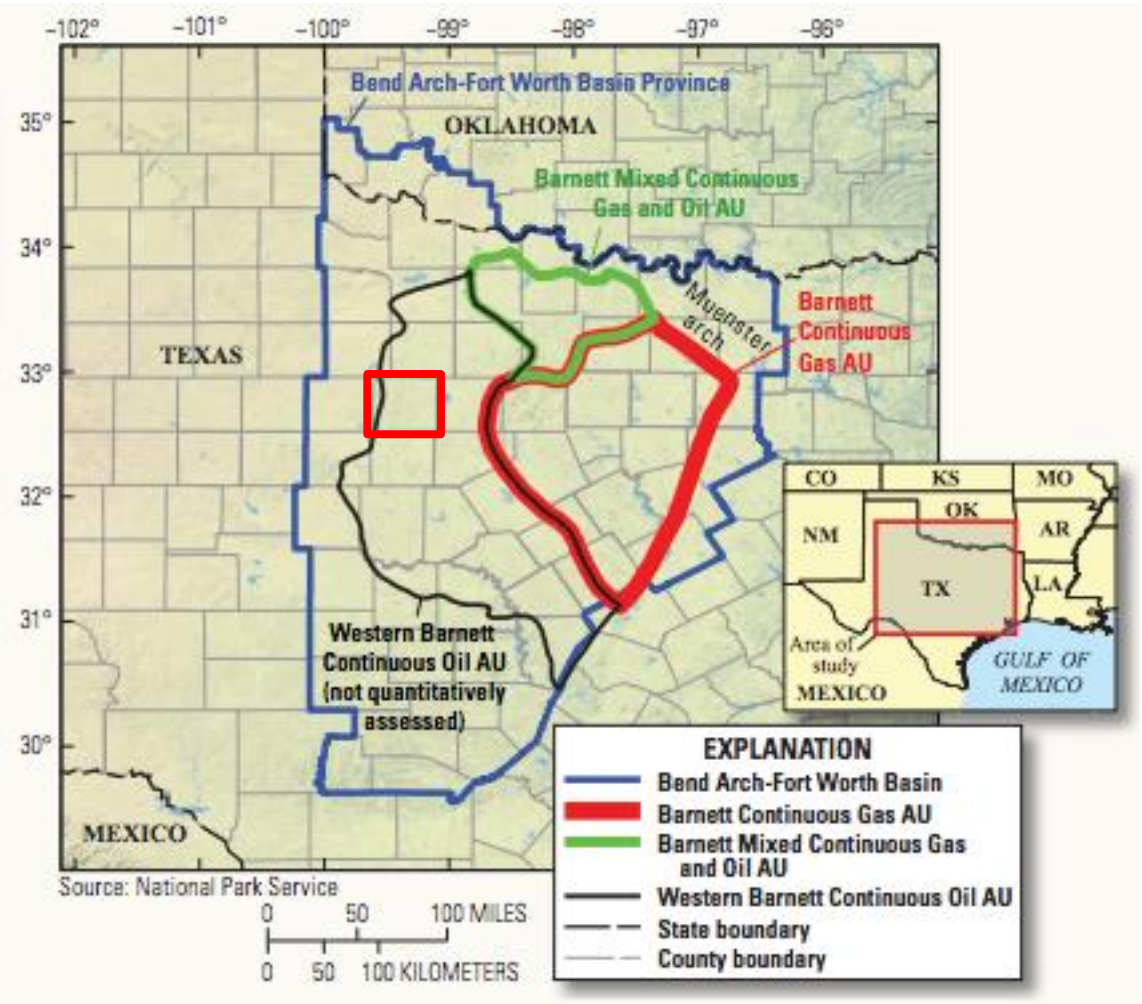 -102° -101° -100° -99° -98° -97° -96°
Bend Arch-Fort Worth Basin Province
35°
OKLAHOMA
Barnett Mixed Continuous
Gas and Oil AU
34°
Muenster
arch
Barnett
Continuous
Gas AU
TEXAS
33°
32°
31°
Western Barnett
Continuous Oil AU
(not quantitatively
assessed)
30°
MEXICO
CO KS MO
OK
NM AR
TX LA
Area of
study
MEXICO
GULF OF
MEXICO
EXPLANATION
Bend Arch-Fort Worth Basin
Barnett Continuous Gas AU
Barnett Mixed Continuous Gas
and Oil AU
Western Barnett Continuous Oil AU
State boundary
County boundary
Source: National Park Service
0 50 100 MILES
0 50 100 KILOMETERS